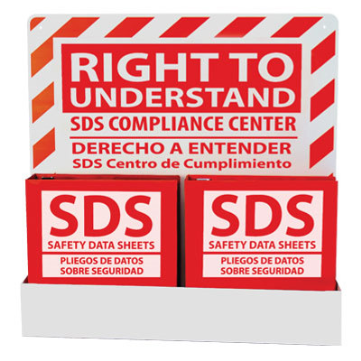 RIGHT TO
UNDERSTAND
SDS COMPLIANCE CENTER
DERECHO A ENTENDER
SDS Centro de Cumplimiento
SDS
SAFETY DATA SHEETS
PLIEGOS DE DATOS
SOBRE SEGURIDAD
SDS
SAFETY DATA SHEETS
PLIEGOS DE DATOS
SOBRE SEGURIDAD